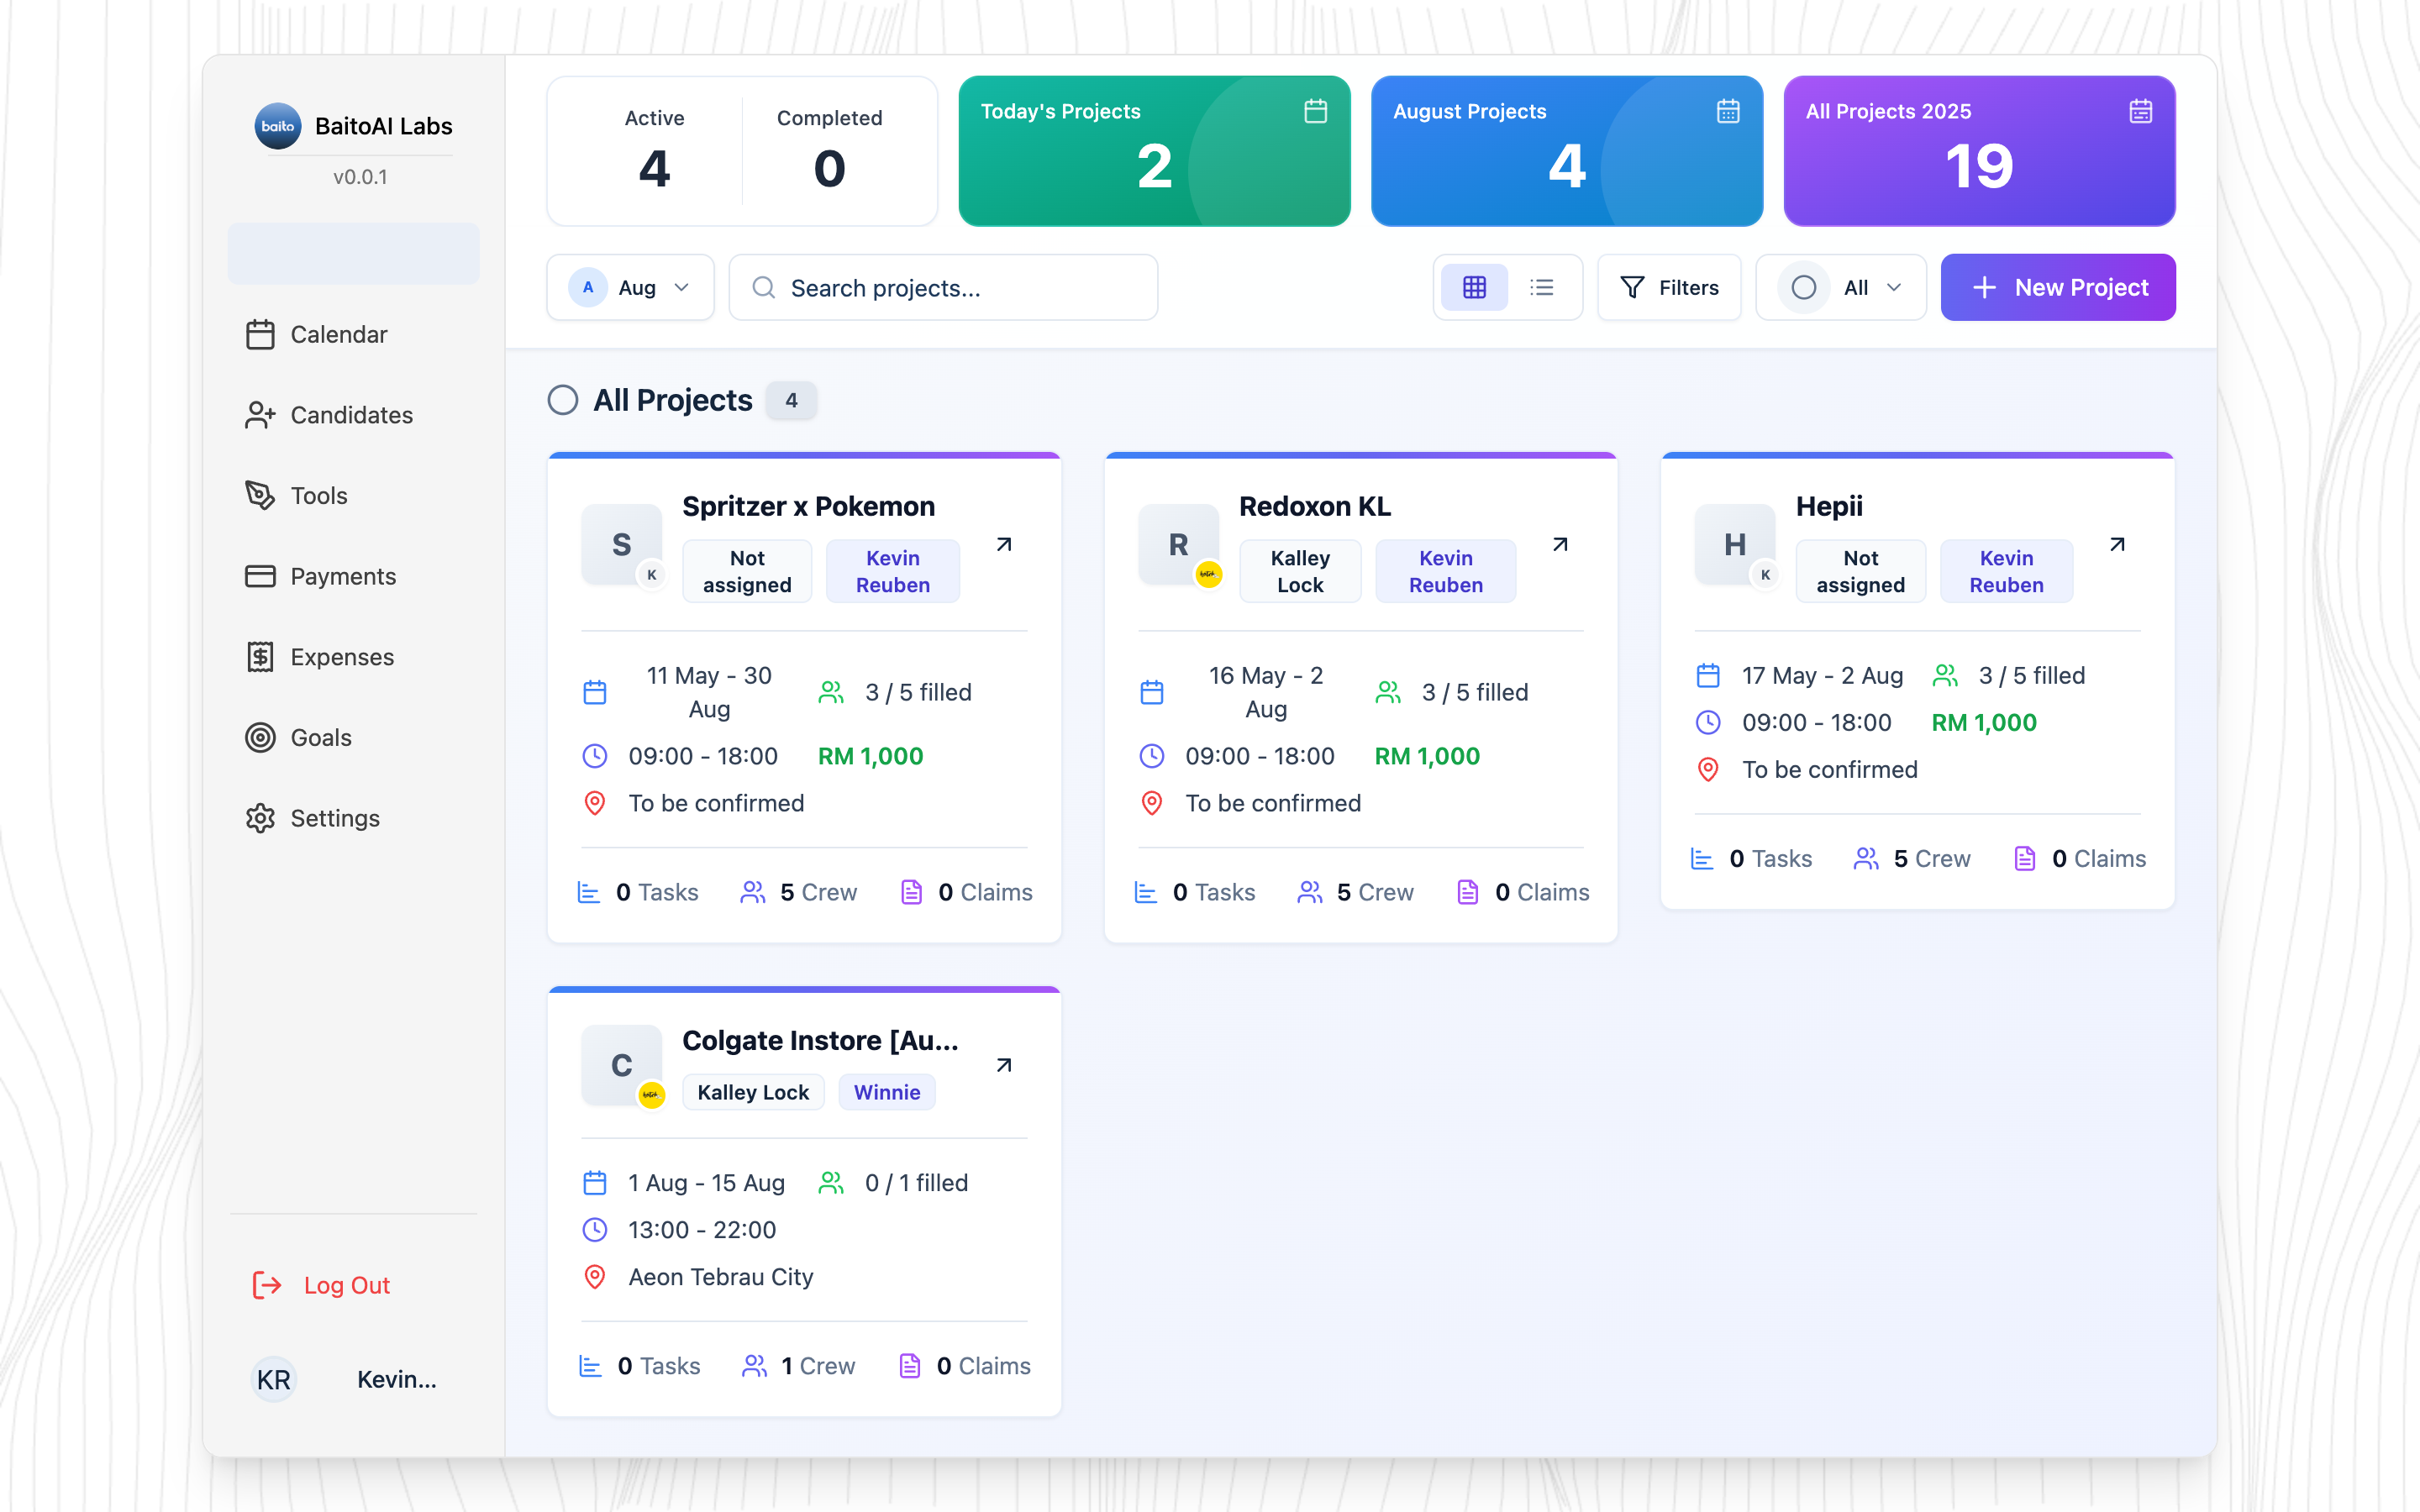 baito
BaitoAI Labs
v0.0.1
Calendar
Candidates
Tools
Payments
Expenses
Goals
Settings
Log Out
KR
Kevin...
Active
4
Completed
0
Today's Projects
2
August Projects
4
All Projects 2025
19
A
Aug
Search projects...
Filters
All
New Project
All Projects
4
S
K
Spritzer x Pokemon
Not
assigned
Kevin
Reuben
11 May - 30
Aug
3 / 5 filled
09:00 - 18:00
RM 1,000
To be confirmed
0 Tasks
5 Crew
0 Claims
R
Redoxon KL
Kalley
Lock
Kevin
Reuben
16 May - 2
Aug
3 / 5 filled
09:00 - 18:00
RM 1,000
To be confirmed
0 Tasks
5 Crew
0 Claims
H
K
Hepii
Not
assigned
Kevin
Reuben
17 May - 2 Aug
3 / 5 filled
09:00 - 18:00
RM 1,000
To be confirmed
0 Tasks
5 Crew
0 Claims
C
Colgate Instore [Au...
Kalley Lock
Winnie
1 Aug - 15 Aug
0 / 1 filled
13:00 - 22:00
Aeon Tebrau City
0 Tasks
1 Crew
0 Claims